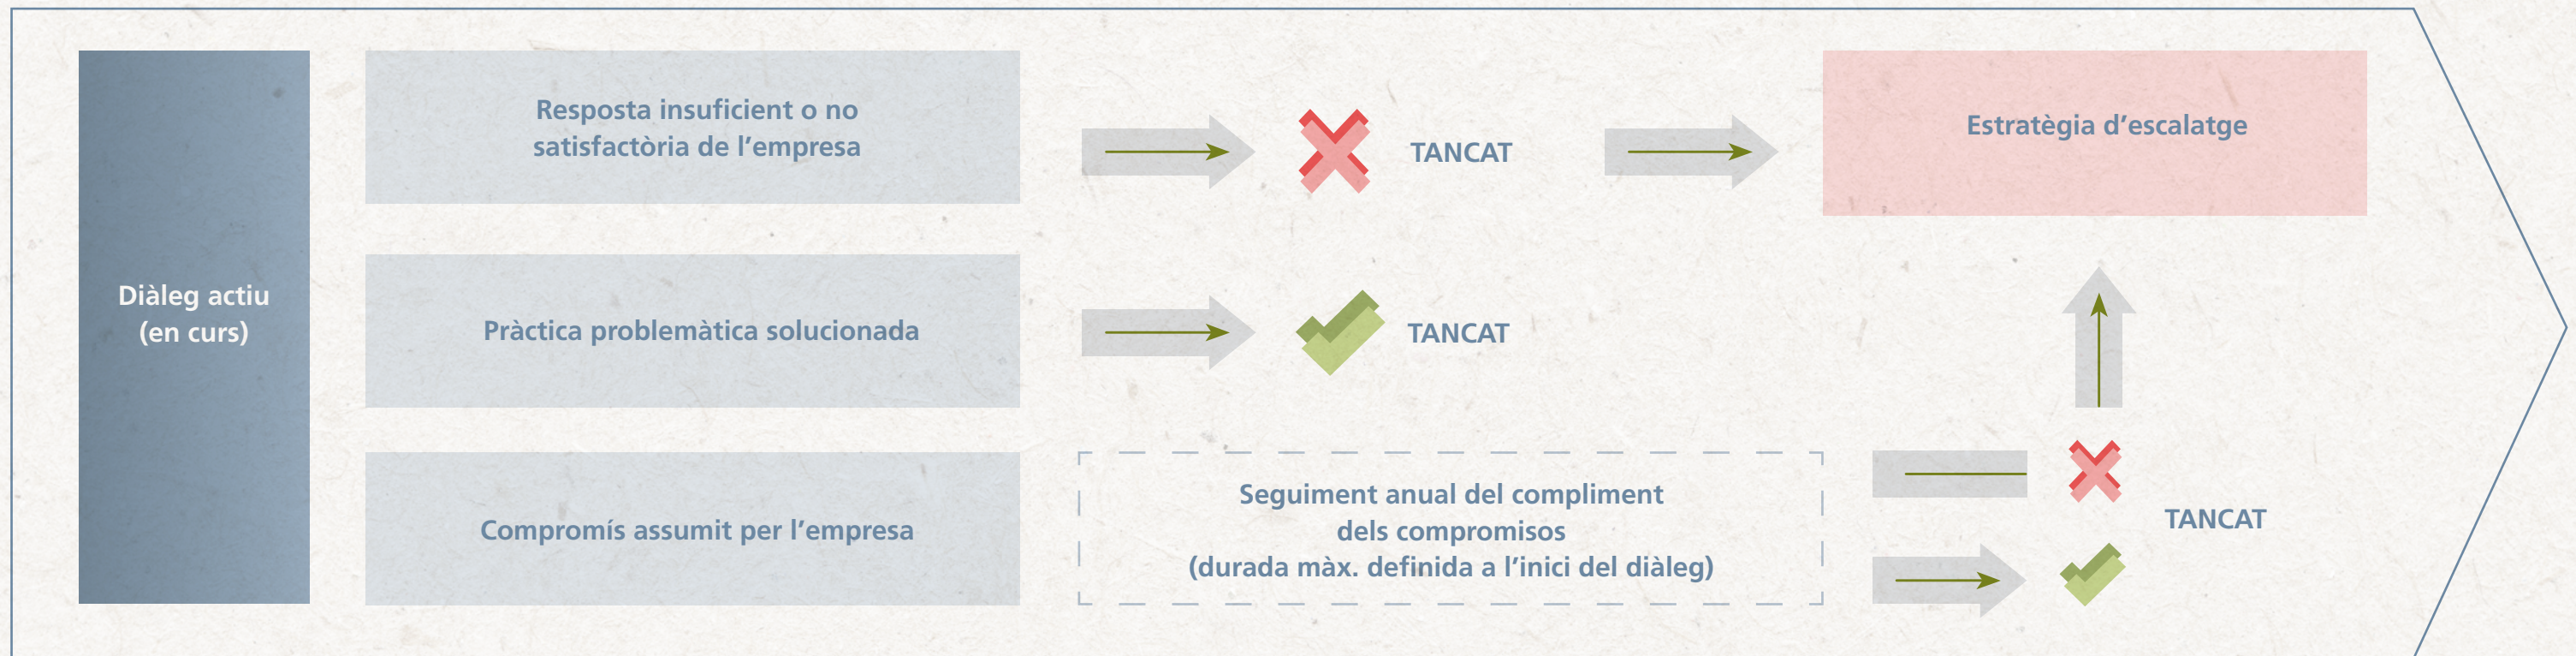 Diàleg actiu
(en curs)
Resposta insuficient o no
satisfactòria de l’empresa
TANCAT
Estratègia d’escalatge
Pràctica problemàtica solucionada
TANCAT
Compromís assumit per l’empresa
Seguiment anual del compliment
dels compromisos
(durada màx. definida a l’inici del diàleg)
TANCAT